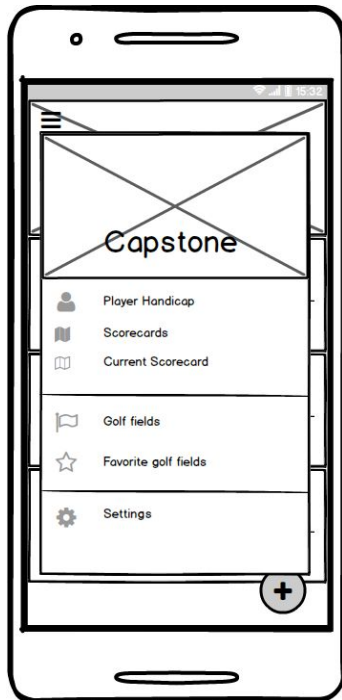 15:32
Capstone
Player Handicap
Scorecards
Current Scorecard
Golf fields
Favorite golf fields
Settings